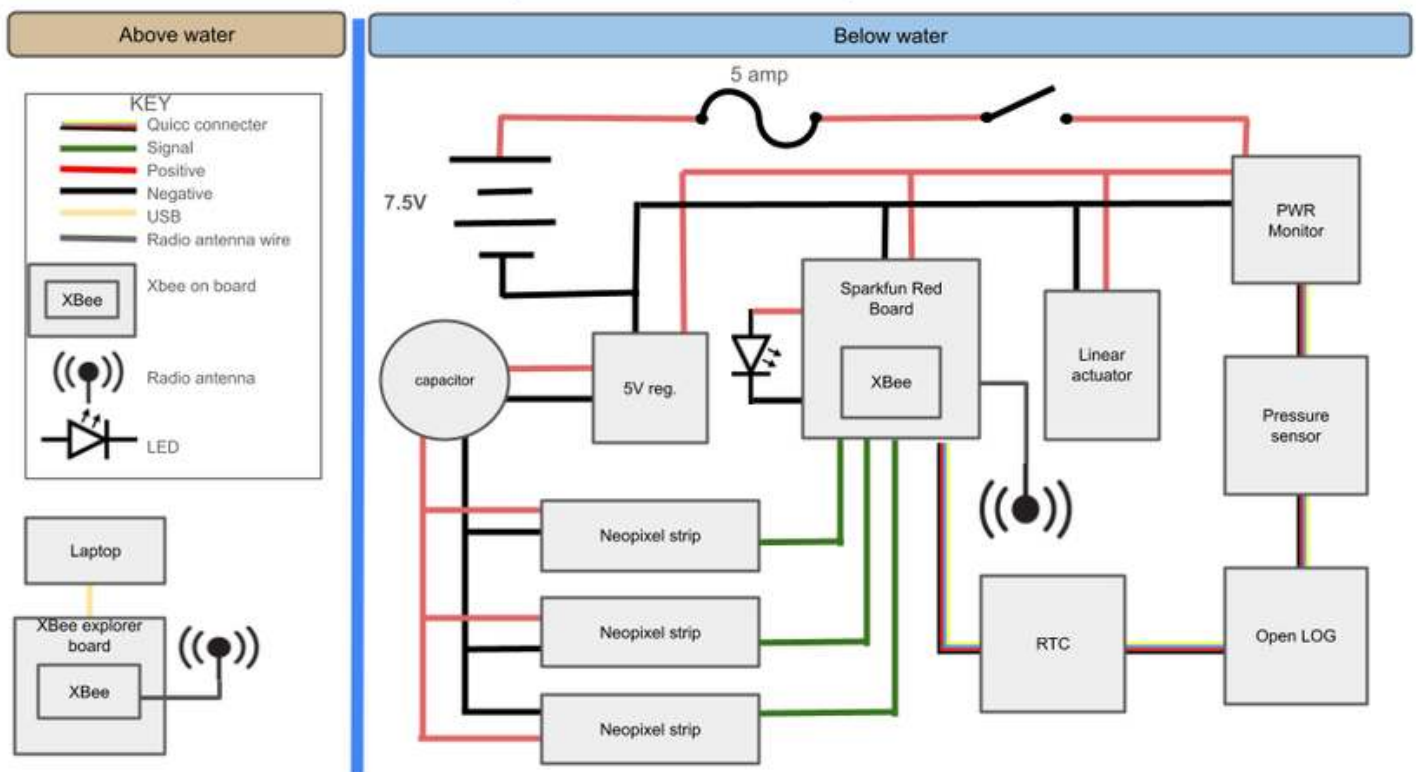 Above water
Below water
KEY
Quicc connecter
Signal
Positive
Negative
USB
Radio antenna wire
XBee
Xbee on board
Radio antenna
LED
Laptop
XBee explorer
board
XBee
5 amp
7.5V
PWR
Monitor
Sparkfun Red
Board
XBee
Linear
actuator
capacitor
5V reg.
Pressure
sensor
Neopixel strip
Neopixel strip
Neopixel strip
RTC
Open LOG